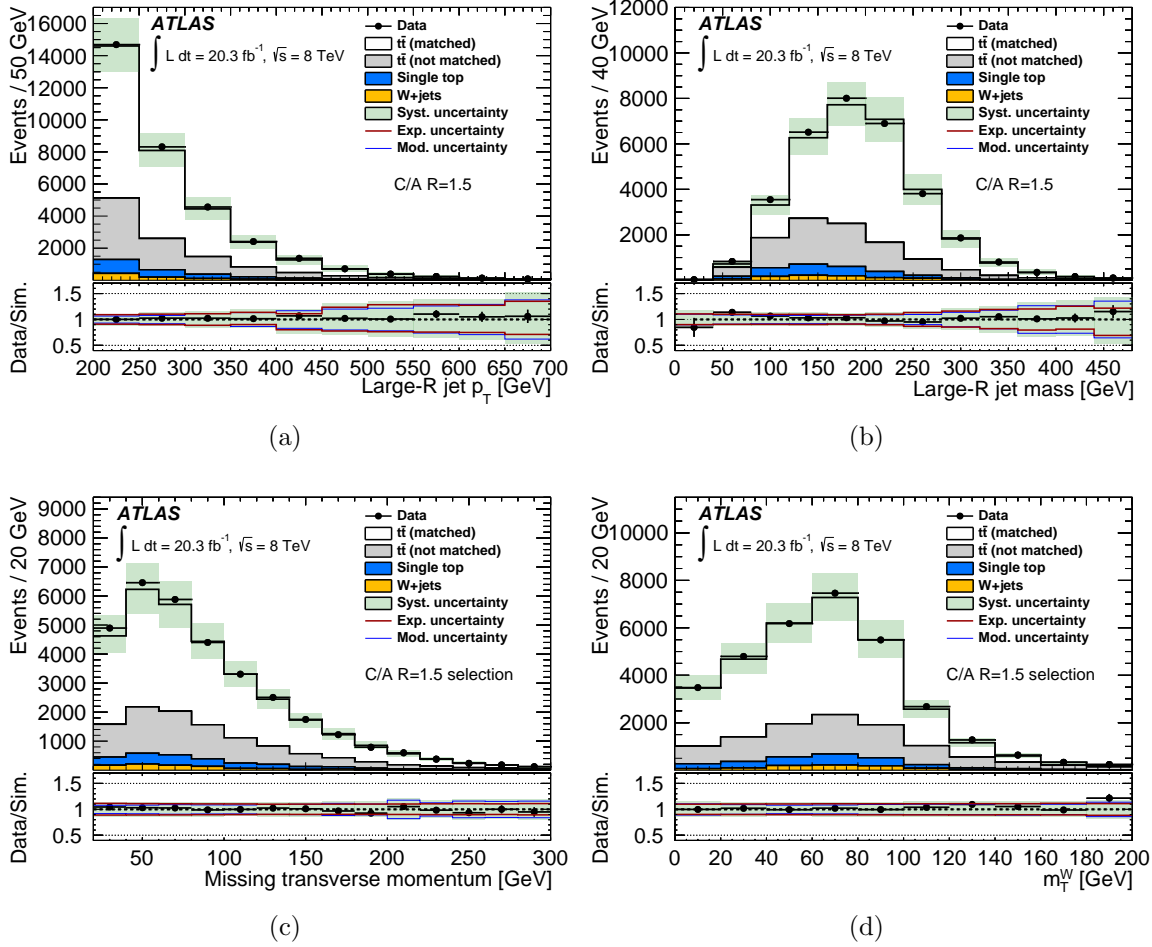 ATLAS
∫ L dt = 20.3 fb⁻¹, √s = 8 TeV
Data
tt̄ (matched)
tt̄ (not matched)
Single top
W+jets
Syst. uncertainty
Exp. uncertainty
Mod. uncertainty
C/A R=1.5
Events / 50 GeV
16000
14000
12000
10000
8000
6000
4000
2000
Data/Sim.
1.5
1
0.5
200 250 300 350 400 450 500 550 600 650 700
Large-R jet p_T [GeV]
(a)
ATLAS
∫ L dt = 20.3 fb⁻¹, √s = 8 TeV
Data
tt̄ (matched)
tt̄ (not matched)
Single top
W+jets
Syst. uncertainty
Exp. uncertainty
Mod. uncertainty
C/A R=1.5
Events / 40 GeV
12000
10000
8000
6000
4000
2000
Data/Sim.
1.5
1
0.5
0 50 100 150 200 250 300 350 400 450
Large-R jet mass [GeV]
(b)
ATLAS
∫ L dt = 20.3 fb⁻¹, √s = 8 TeV
Data
tt̄ (matched)
tt̄ (not matched)
Single top
W+jets
Syst. uncertainty
Exp. uncertainty
Mod. uncertainty
C/A R=1.5 selection
Events / 20 GeV
9000
8000
7000
6000
5000
4000
3000
2000
1000
Data/Sim.
1.5
1
0.5
50 100 150 200 250 300
Missing transverse momentum [GeV]
(c)
ATLAS
∫ L dt = 20.3 fb⁻¹, √s = 8 TeV
Data
tt̄ (matched)
tt̄ (not matched)
Single top
W+jets
Syst. uncertainty
Exp. uncertainty
Mod. uncertainty
C/A R=1.5 selection
Events / 20 GeV
10000
8000
6000
4000
2000
Data/Sim.
1.5
1
0.5
0 20 40 60 80 100 120 140 160 180 200
m_T^W [GeV]
(d)